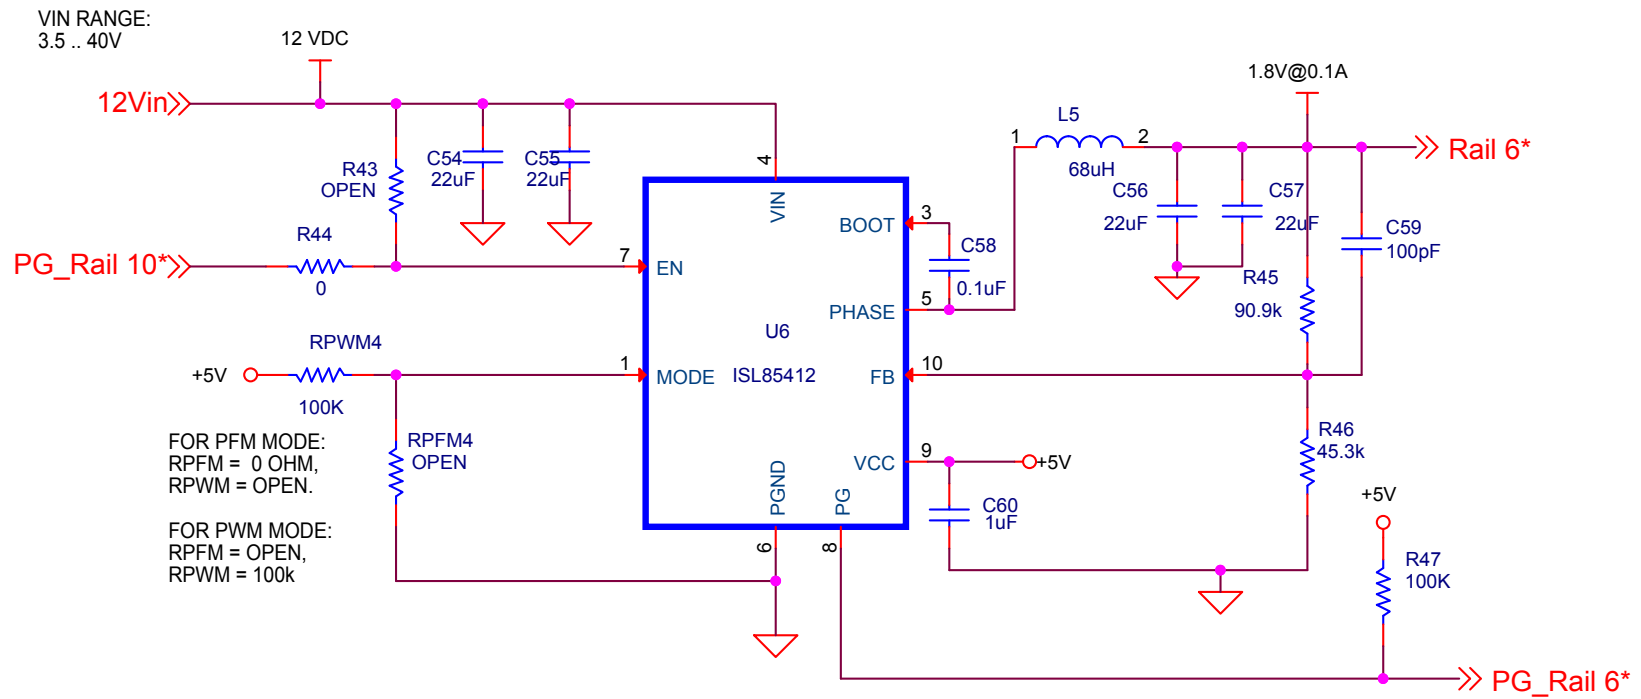 VIN RANGE:
3.5 .. 40V
12 VDC
12Vin
1.8V@0.1A
L5
1
2
68uH
Rail 6*
R43
OPEN
C54
22uF
C55
22uF
4
VIN
C56
22uF
C57
22uF
C59
100pF
R44
0
PG_Rail 10*
7
EN
BOOT
3
C58
0.1uF
PHASE
5
R45
90.9k
U6
ISL85412
RPWM4
+5V
100K
1
MODE
FB
10
FOR PFM MODE:
RPFM =  0 OHM,
RPWM = OPEN.
RPFM4
OPEN
R46
45.3k
VCC
9
+5V
PGND
PG
C60
1uF
6
8
FOR PWM MODE:
RPFM = OPEN,
RPWM = 100k
+5V
R47
100K
PG_Rail 6*